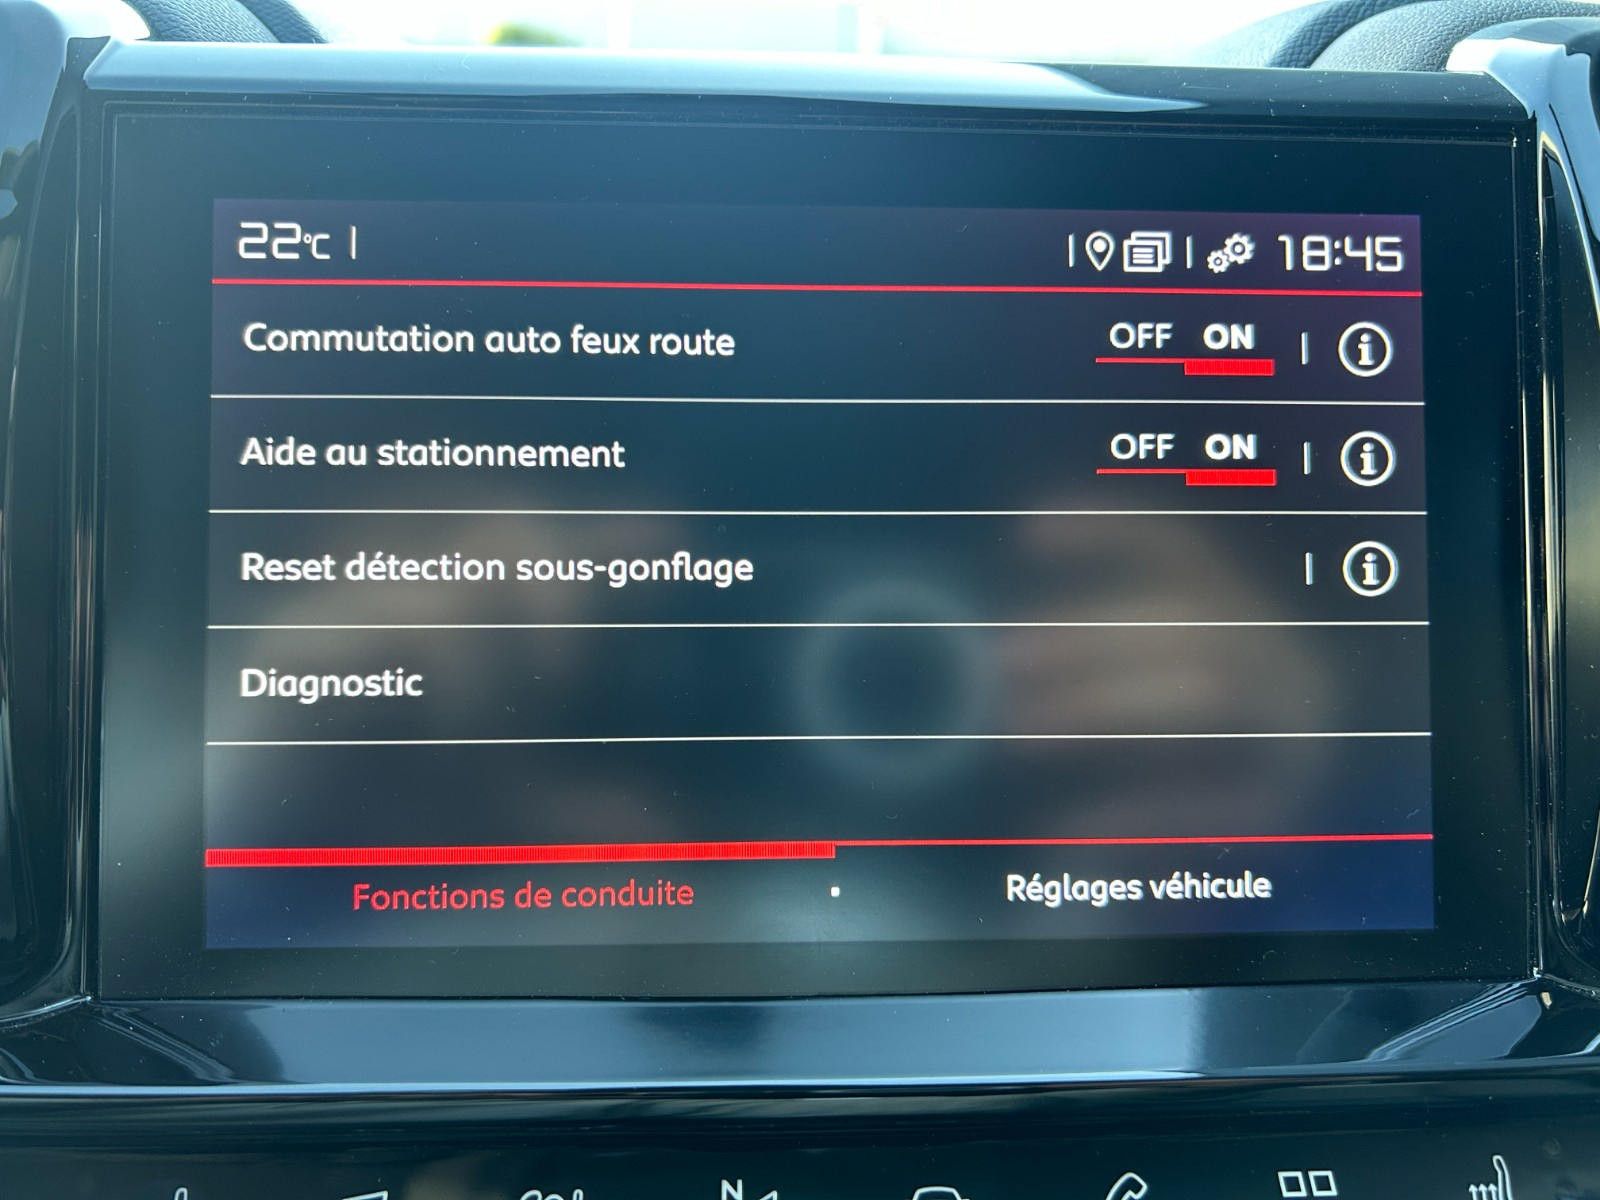 22°C 18:45
Commutation auto feux route OFF ON
Aide au stationnement OFF ON
Reset détection sous-gonflage
Diagnostic
Fonctions de conduite Réglages véhicule
N